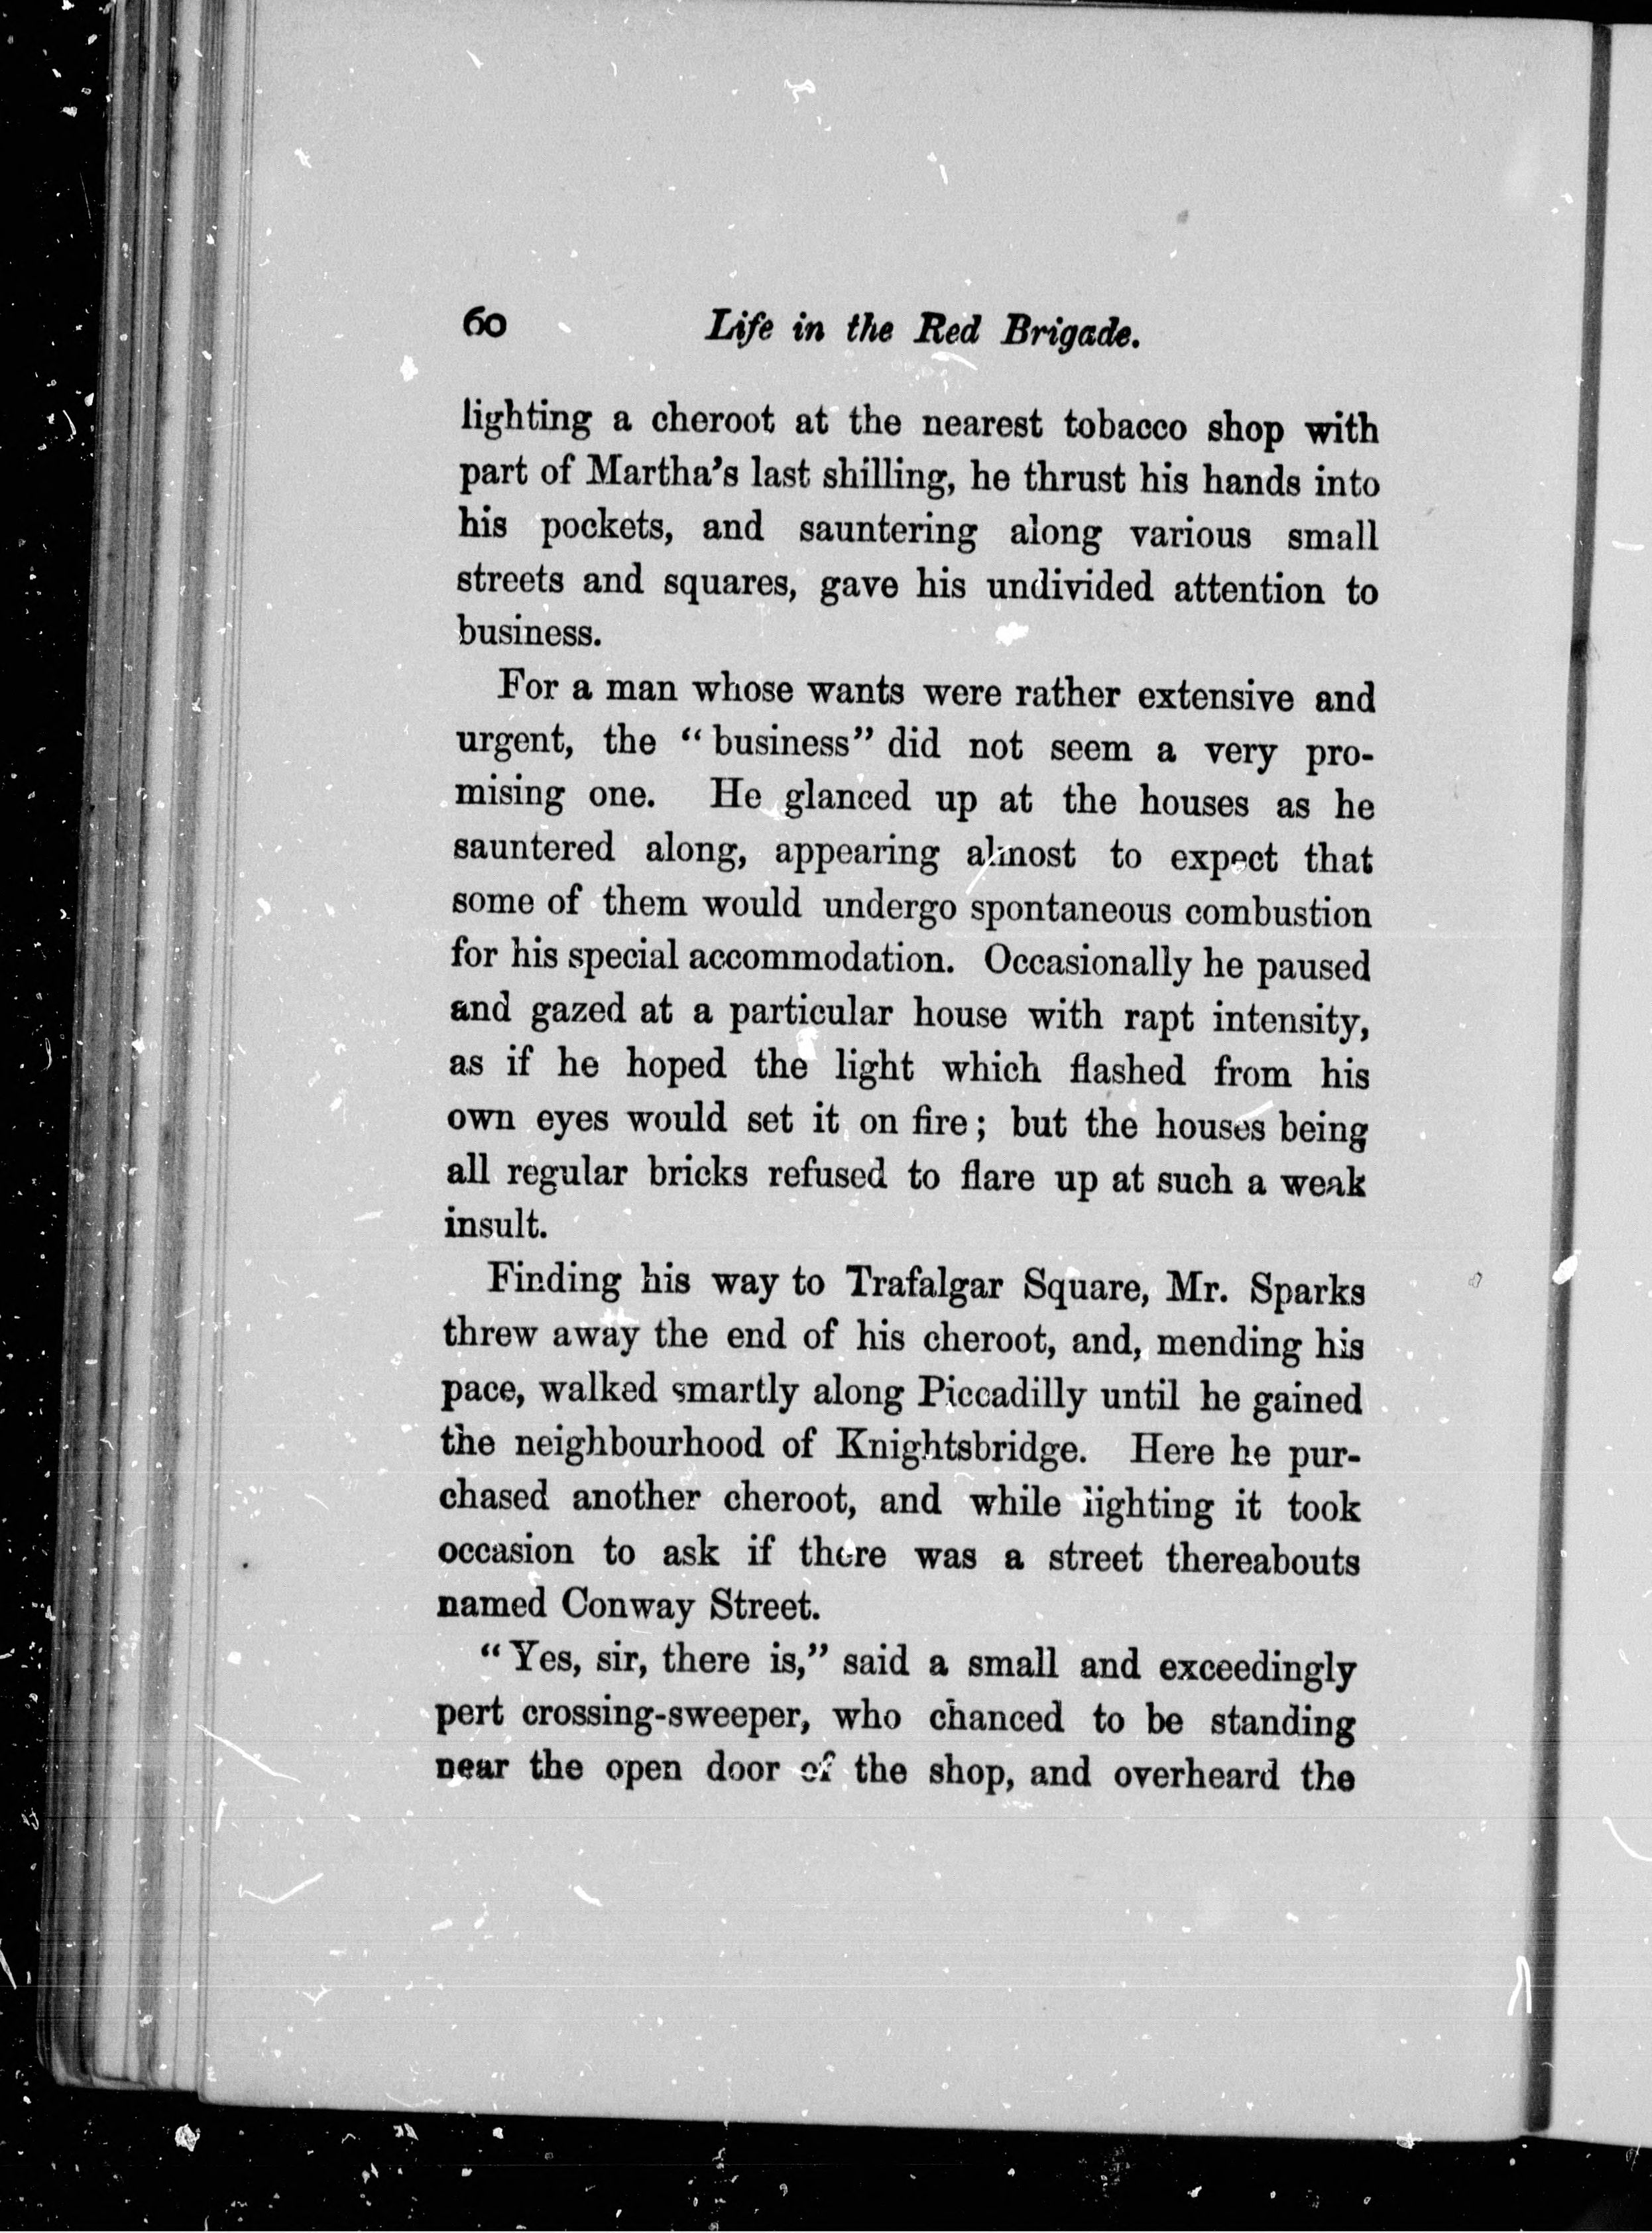 60 Life in the Red Brigade.
lighting a cheroot at the nearest tobacco shop with
part of Martha's last shilling, he thrust his hands into
his pockets, and sauntering along various small
streets and squares, gave his undivided attention to
business.
For a man whose wants were rather extensive and
urgent, the "business" did not seem a very pro-
mising one. He glanced up at the houses as he
sauntered along, appearing almost to expect that
some of them would undergo spontaneous combustion
for his special accommodation. Occasionally he paused
and gazed at a particular house with rapt intensity,
as if he hoped the light which flashed from his
own eyes would set it on fire; but the houses being
all regular bricks refused to flare up at such a weak
insult.
Finding his way to Trafalgar Square, Mr. Sparks
threw away the end of his cheroot, and, mending his
pace, walked smartly along Piccadilly until he gained
the neighbourhood of Knightsbridge. Here he pur-
chased another cheroot, and while lighting it took
occasion to ask if there was a street thereabouts
named Conway Street.
"Yes, sir, there is," said a small and exceedingly
pert crossing-sweeper, who chanced to be standing
near the open door of the shop, and overheard the